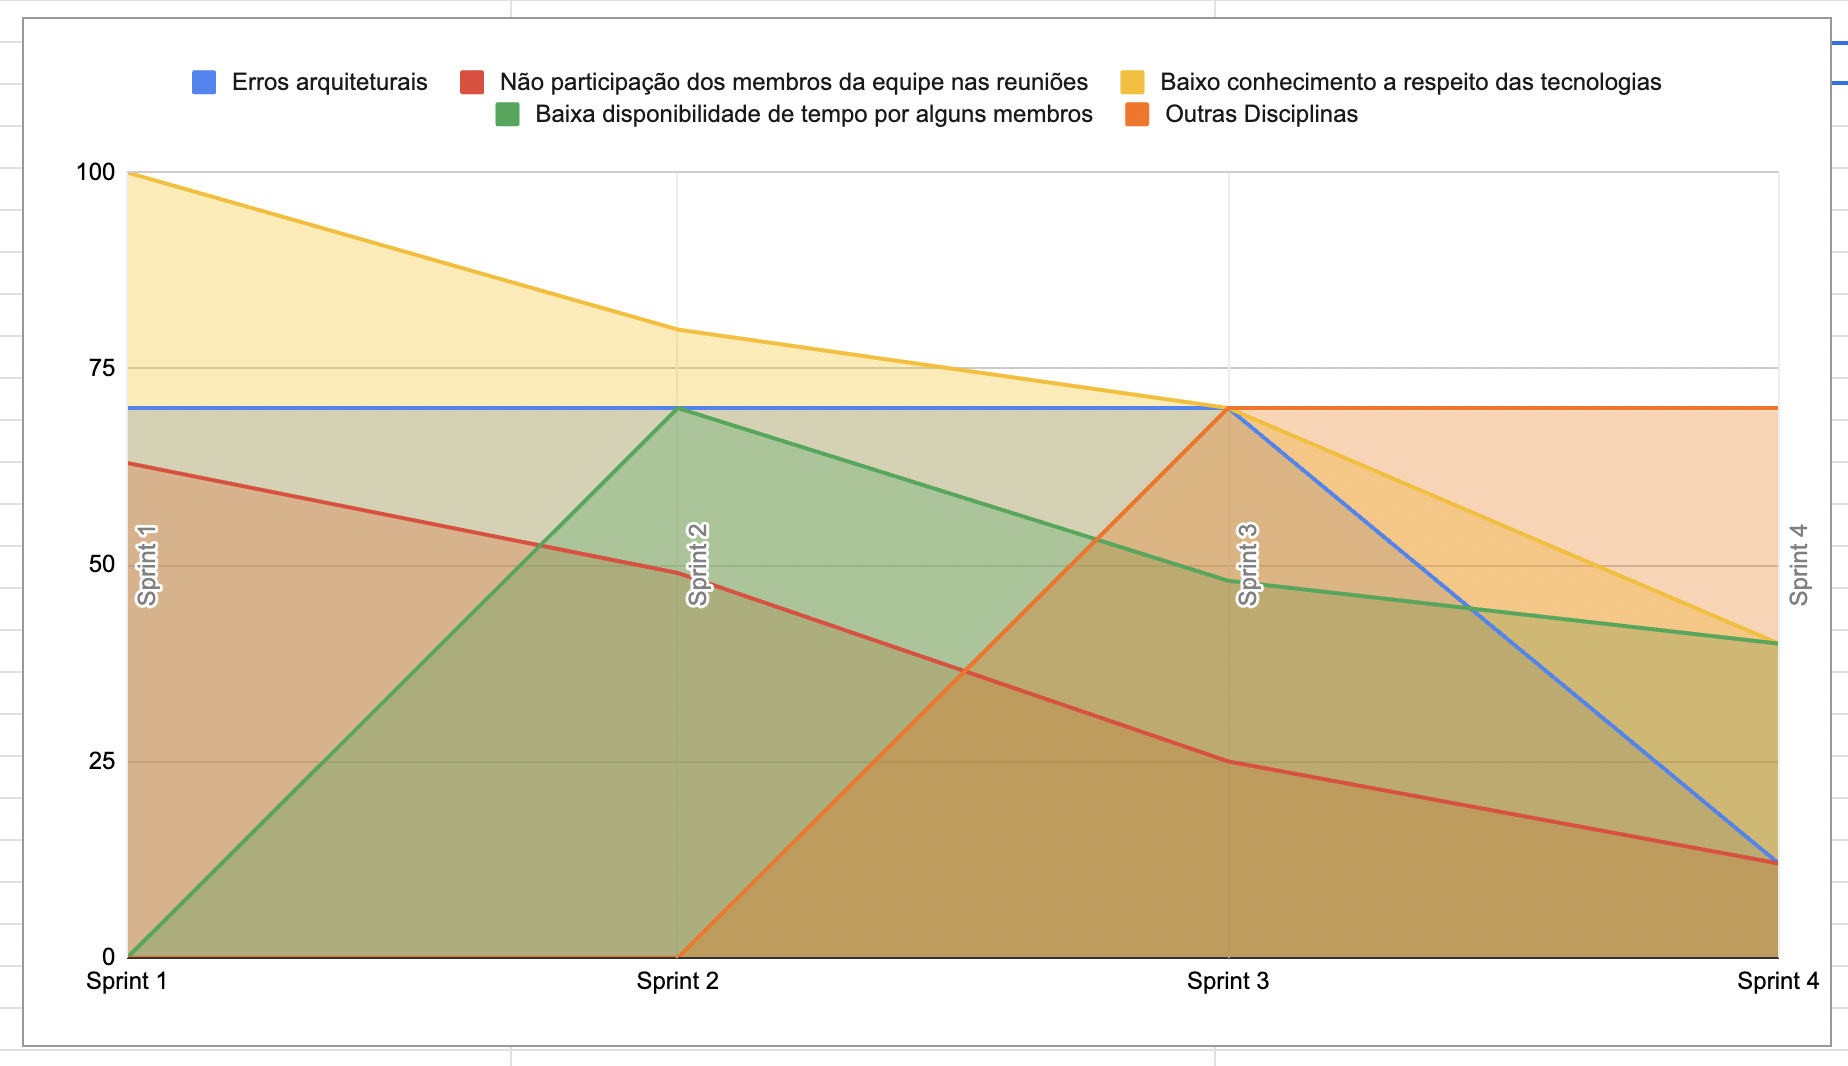 Erros arquiteturais Não participação dos membros da equipe nas reuniões Baixo conhecimento a respeito das tecnologias
Baixa disponibilidade de tempo por alguns membros Outras Disciplinas
100
75
50
25
0
Sprint 1 Sprint 2 Sprint 3 Sprint 4
Sprint 1 Sprint 2 Sprint 3 Sprint 4